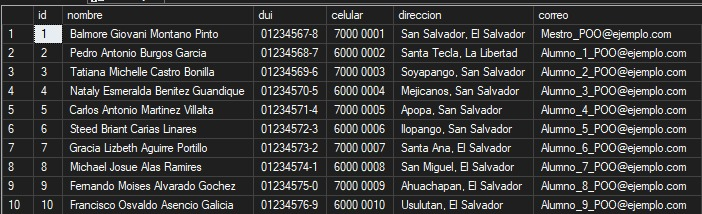 id nombre dui celular direccion correo
1 1 Balmore Giovani Montano Pinto 01234567-8 7000 0001 San Salvador, El Salvador Mestro_POO@ejemplo.com
2 2 Pedro Antonio Burgos Garcia 01234568-7 6000 0002 Santa Tecla, La Libertad Alumno_1_POO@ejemplo.com
3 3 Tatiana Michelle Castro Bonilla 01234569-6 7000 0003 Soyapango, San Salvador Alumno_2_POO@ejemplo.com
4 4 Nataly Esmeralda Benitez Guandique 01234570-5 6000 0004 Mejicanos, San Salvador Alumno_3_POO@ejemplo.com
5 5 Carlos Antonio Martinez Villalta 01234571-4 7000 0005 Apopa, San Salvador Alumno_4_POO@ejemplo.com
6 6 Steed Briant Carias Linares 01234572-3 6000 0006 Ilopango, San Salvador Alumno_5_POO@ejemplo.com
7 7 Gracia Lizbeth Aguirre Portillo 01234573-2 7000 0007 Santa Ana, El Salvador Alumno_6_POO@ejemplo.com
8 8 Michael Josue Alas Ramires 01234574-1 6000 0008 San Miguel, El Salvador Alumno_7_POO@ejemplo.com
9 9 Fernando Moises Alvarado Gochez 01234575-0 7000 0009 Ahuachapan, El Salvador Alumno_8_POO@ejemplo.com
10 10 Francisco Osvaldo Asencio Galicia 01234576-9 6000 0010 Usulutan, El Salvador Alumno_9_POO@ejemplo.com